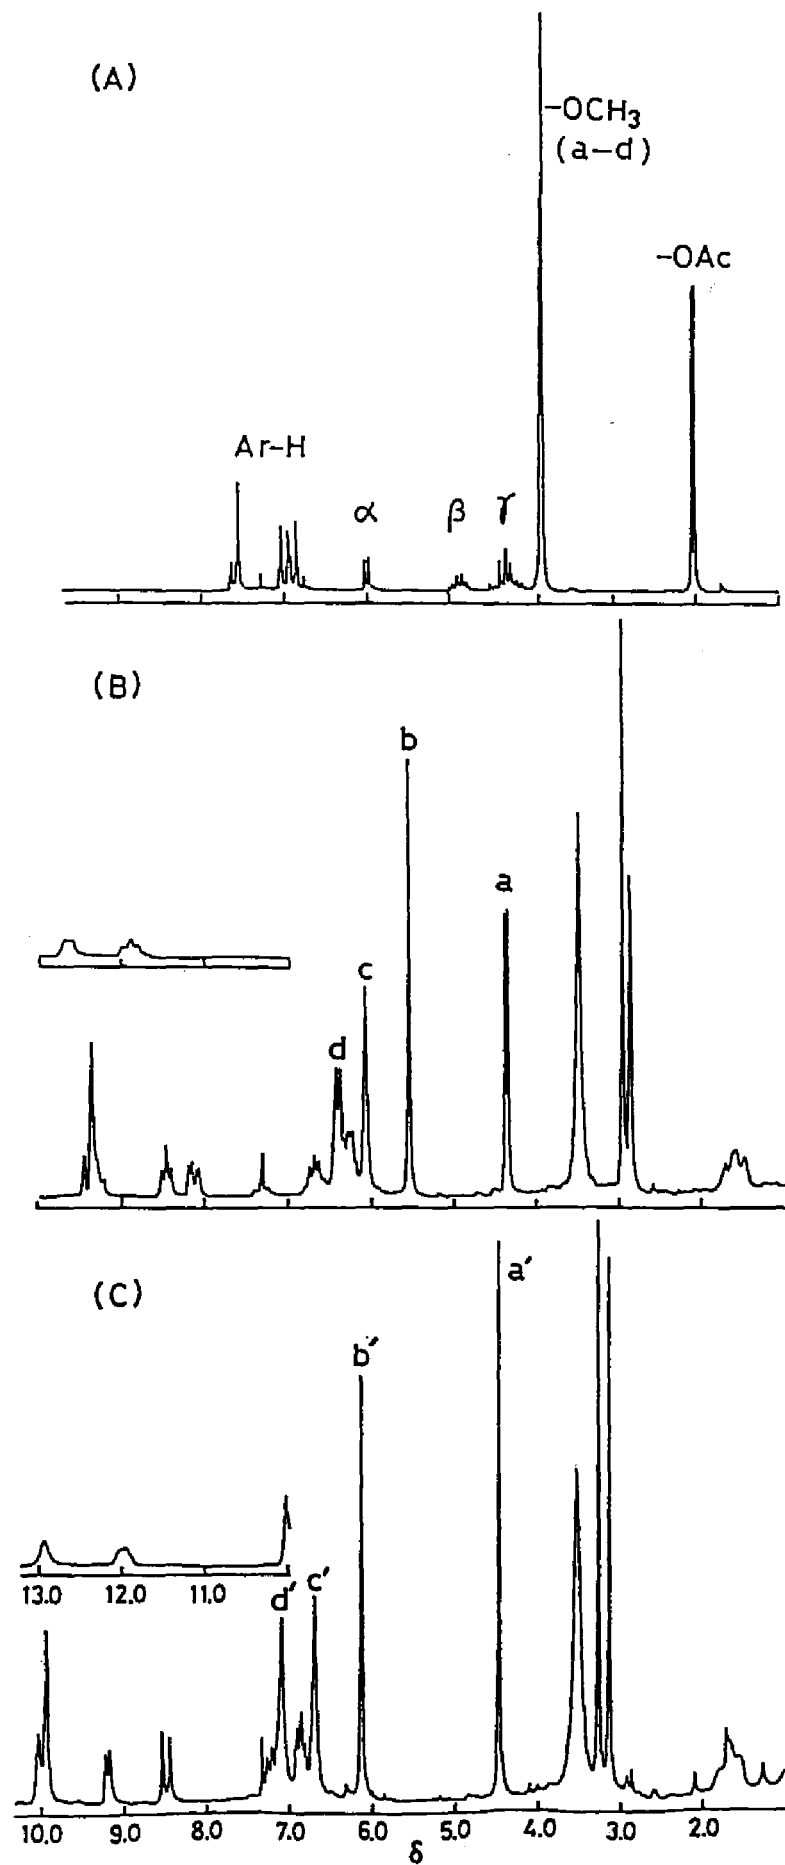 (A)
-OCH₃
(a-d)
-OAc
Ar-H
α
β
γ
(B)
b
a
c
d
(C)
a′
b′
13.0 12.0 11.0
d′
c′
10.0 9.0 8.0 7.0 6.0 5.0 4.0 3.0 2.0
δ